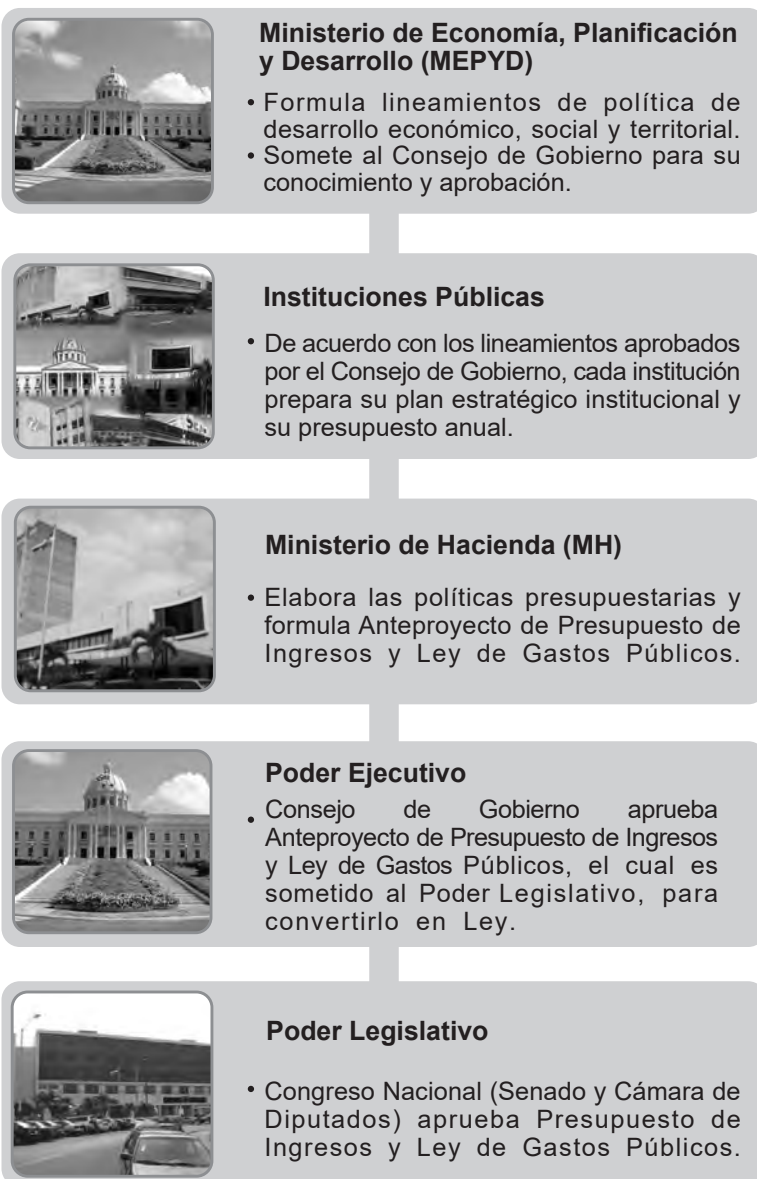 Ministerio de Economía, Planificación
y Desarrollo (MEPYD)
• Formula lineamientos de política de
desarrollo económico, social y territorial.
• Somete al Consejo de Gobierno para su
conocimiento y aprobación.
Instituciones Públicas
• De acuerdo con los lineamientos aprobados
por el Consejo de Gobierno, cada institución
prepara su plan estratégico institucional y
su presupuesto anual.
Ministerio de Hacienda (MH)
• Elabora las políticas presupuestarias y
formula Anteproyecto de Presupuesto de
Ingresos y Ley de Gastos Públicos.
Poder Ejecutivo
• Consejo de Gobierno aprueba
Anteproyecto de Presupuesto de Ingresos
y Ley de Gastos Públicos, el cual es
sometido al Poder Legislativo, para
convertirlo en Ley.
Poder Legislativo
• Congreso Nacional (Senado y Cámara de
Diputados) aprueba Presupuesto de
Ingresos y Ley de Gastos Públicos.